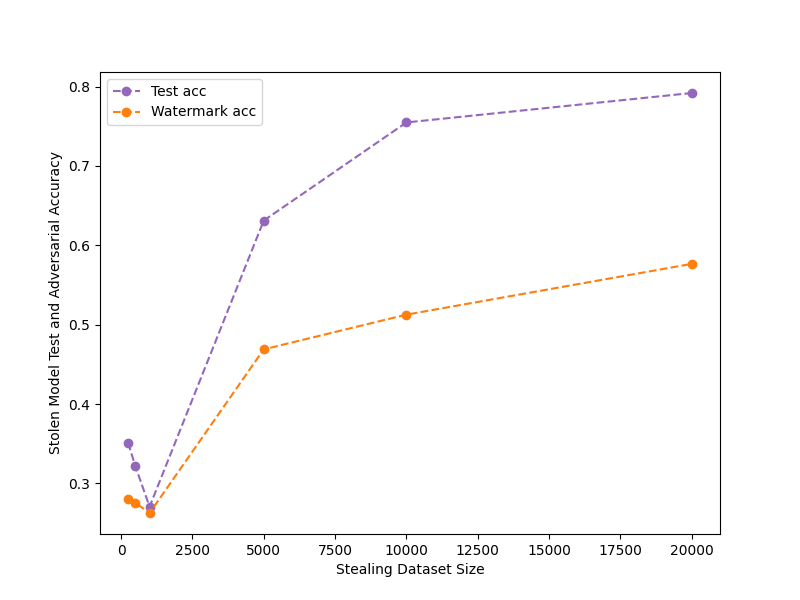 Test acc
Watermark acc
0.8
0.7
0.6
0.5
0.4
0.3
Stolen Model Test and Adversarial Accuracy
0 2500 5000 7500 10000 12500 15000 17500 20000
Stealing Dataset Size